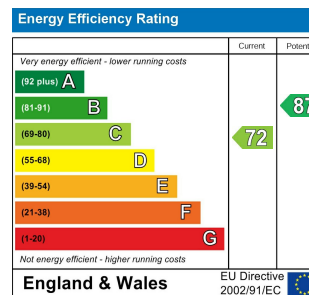 Energy Efficiency Rating
Current Potent
Very energy efficient - lower running costs
(92 plus) A
(81-91) B
87
(69-80) C
72
(55-68) D
(39-54) E
(21-38) F
(1-20) G
Not energy efficient - higher running costs
England & Wales
EU Directive
2002/91/EC